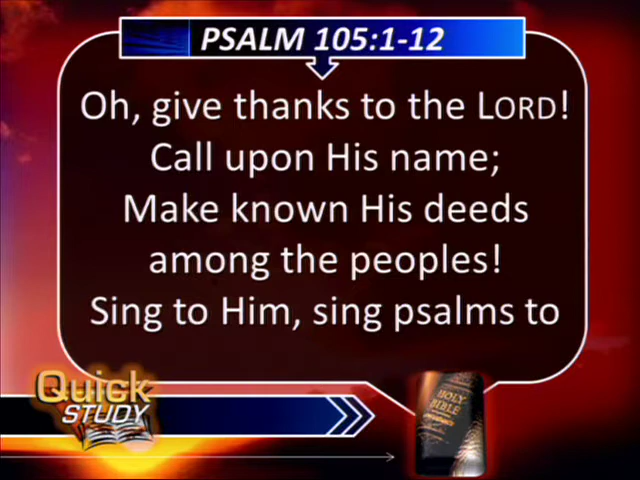 PSALM 105:1-12
Oh, give thanks to the LORD!
Call upon His name;
Make known His deeds
among the peoples!
Sing to Him, sing psalms to
Quick
STUDY
HOLY
BIBLE